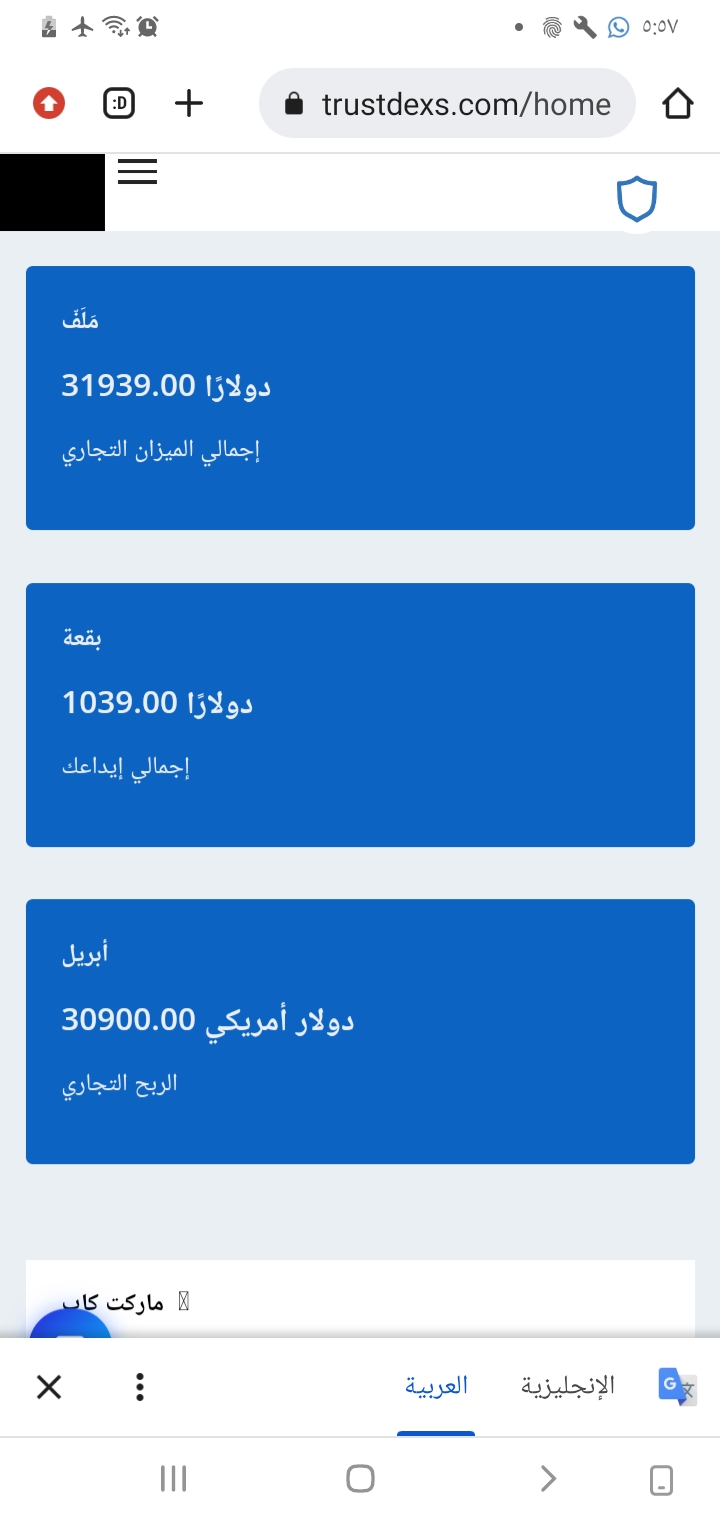 ٥:٥٧
:D
trustdexs.com/home
مَلَفّ
31939.00 دولارًا
إجمالي الميزان التجاري
بقعة
1039.00 دولارًا
إجمالي إيداعك
أبريل
30900.00 دولار أمريكي
الربح التجاري
ماركت كاب
العربية
الإنجليزية